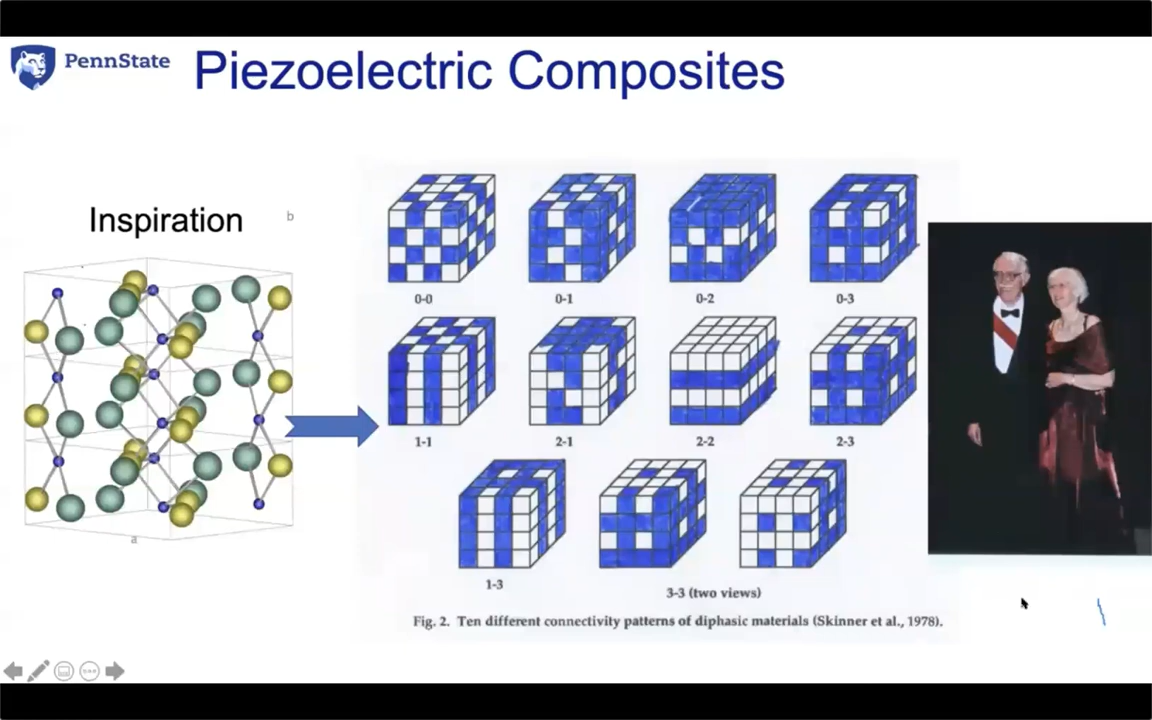 PennState
Piezoelectric Composites
Inspiration
b
a
0-0
0-1
0-2
0-3
1-1
2-1
2-2
2-3
1-3
3-3 (two views)
Fig. 2. Ten different connectivity patterns of diphasic materials (Skinner et al., 1978).